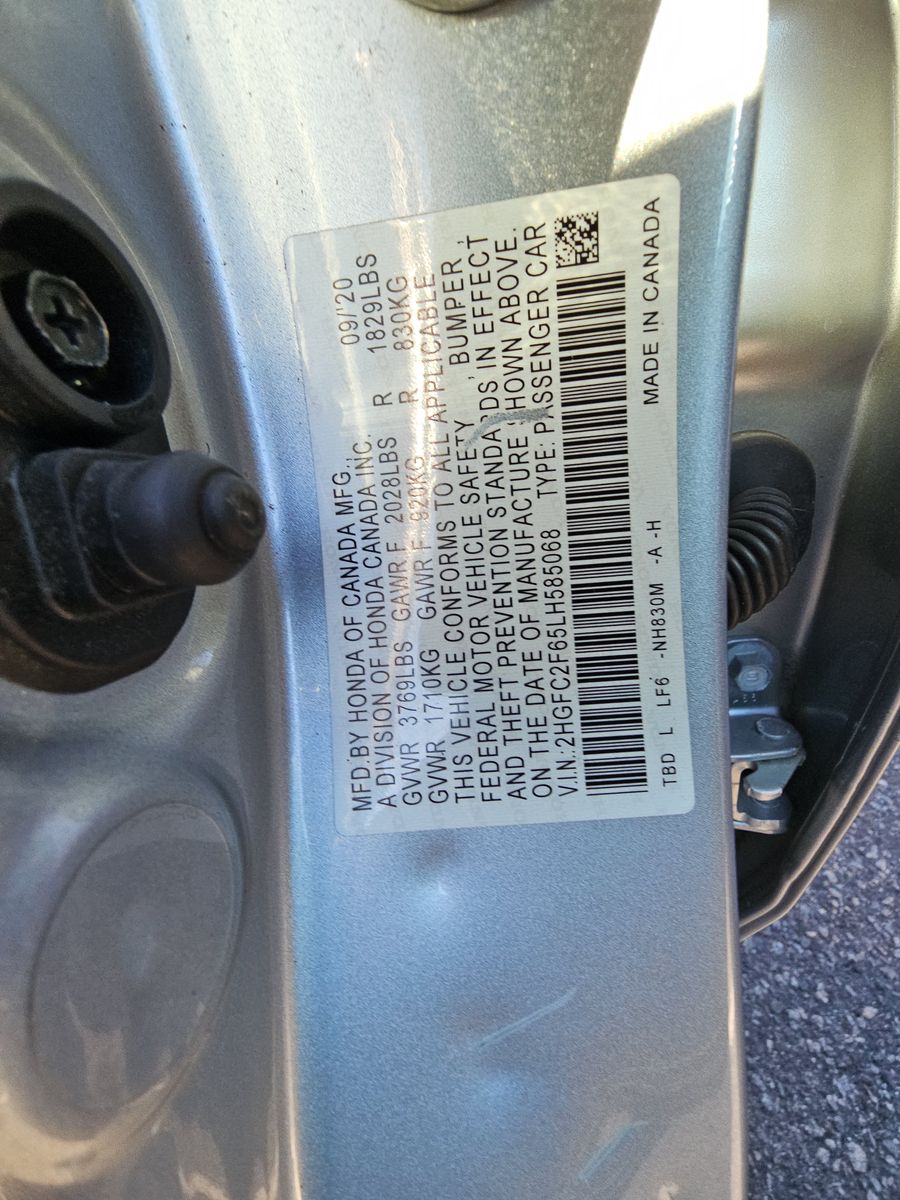 MFD.BY HONDA OF CANADA MFG., 09/'20
A DIVISION OF HONDA CANADA INC.
GVWR 3769LBS GAWR F 2028LBS R 1829LBS
GVWR 1710KG GAWR F 920KG R 830KG
THIS VEHICLE CONFORMS TO ALL APPLICABLE
FEDERAL MOTOR VEHICLE SAFETY, BUMPER,
AND THEFT PREVENTION STANDARDS IN EFFECT
ON THE DATE OF MANUFACTURE SHOWN ABOVE.
V.I.N.:2HGFC2F65LH585068 TYPE: PASSENGER CAR
TBD L LF6 -NH830M -A -H MADE IN CANADA